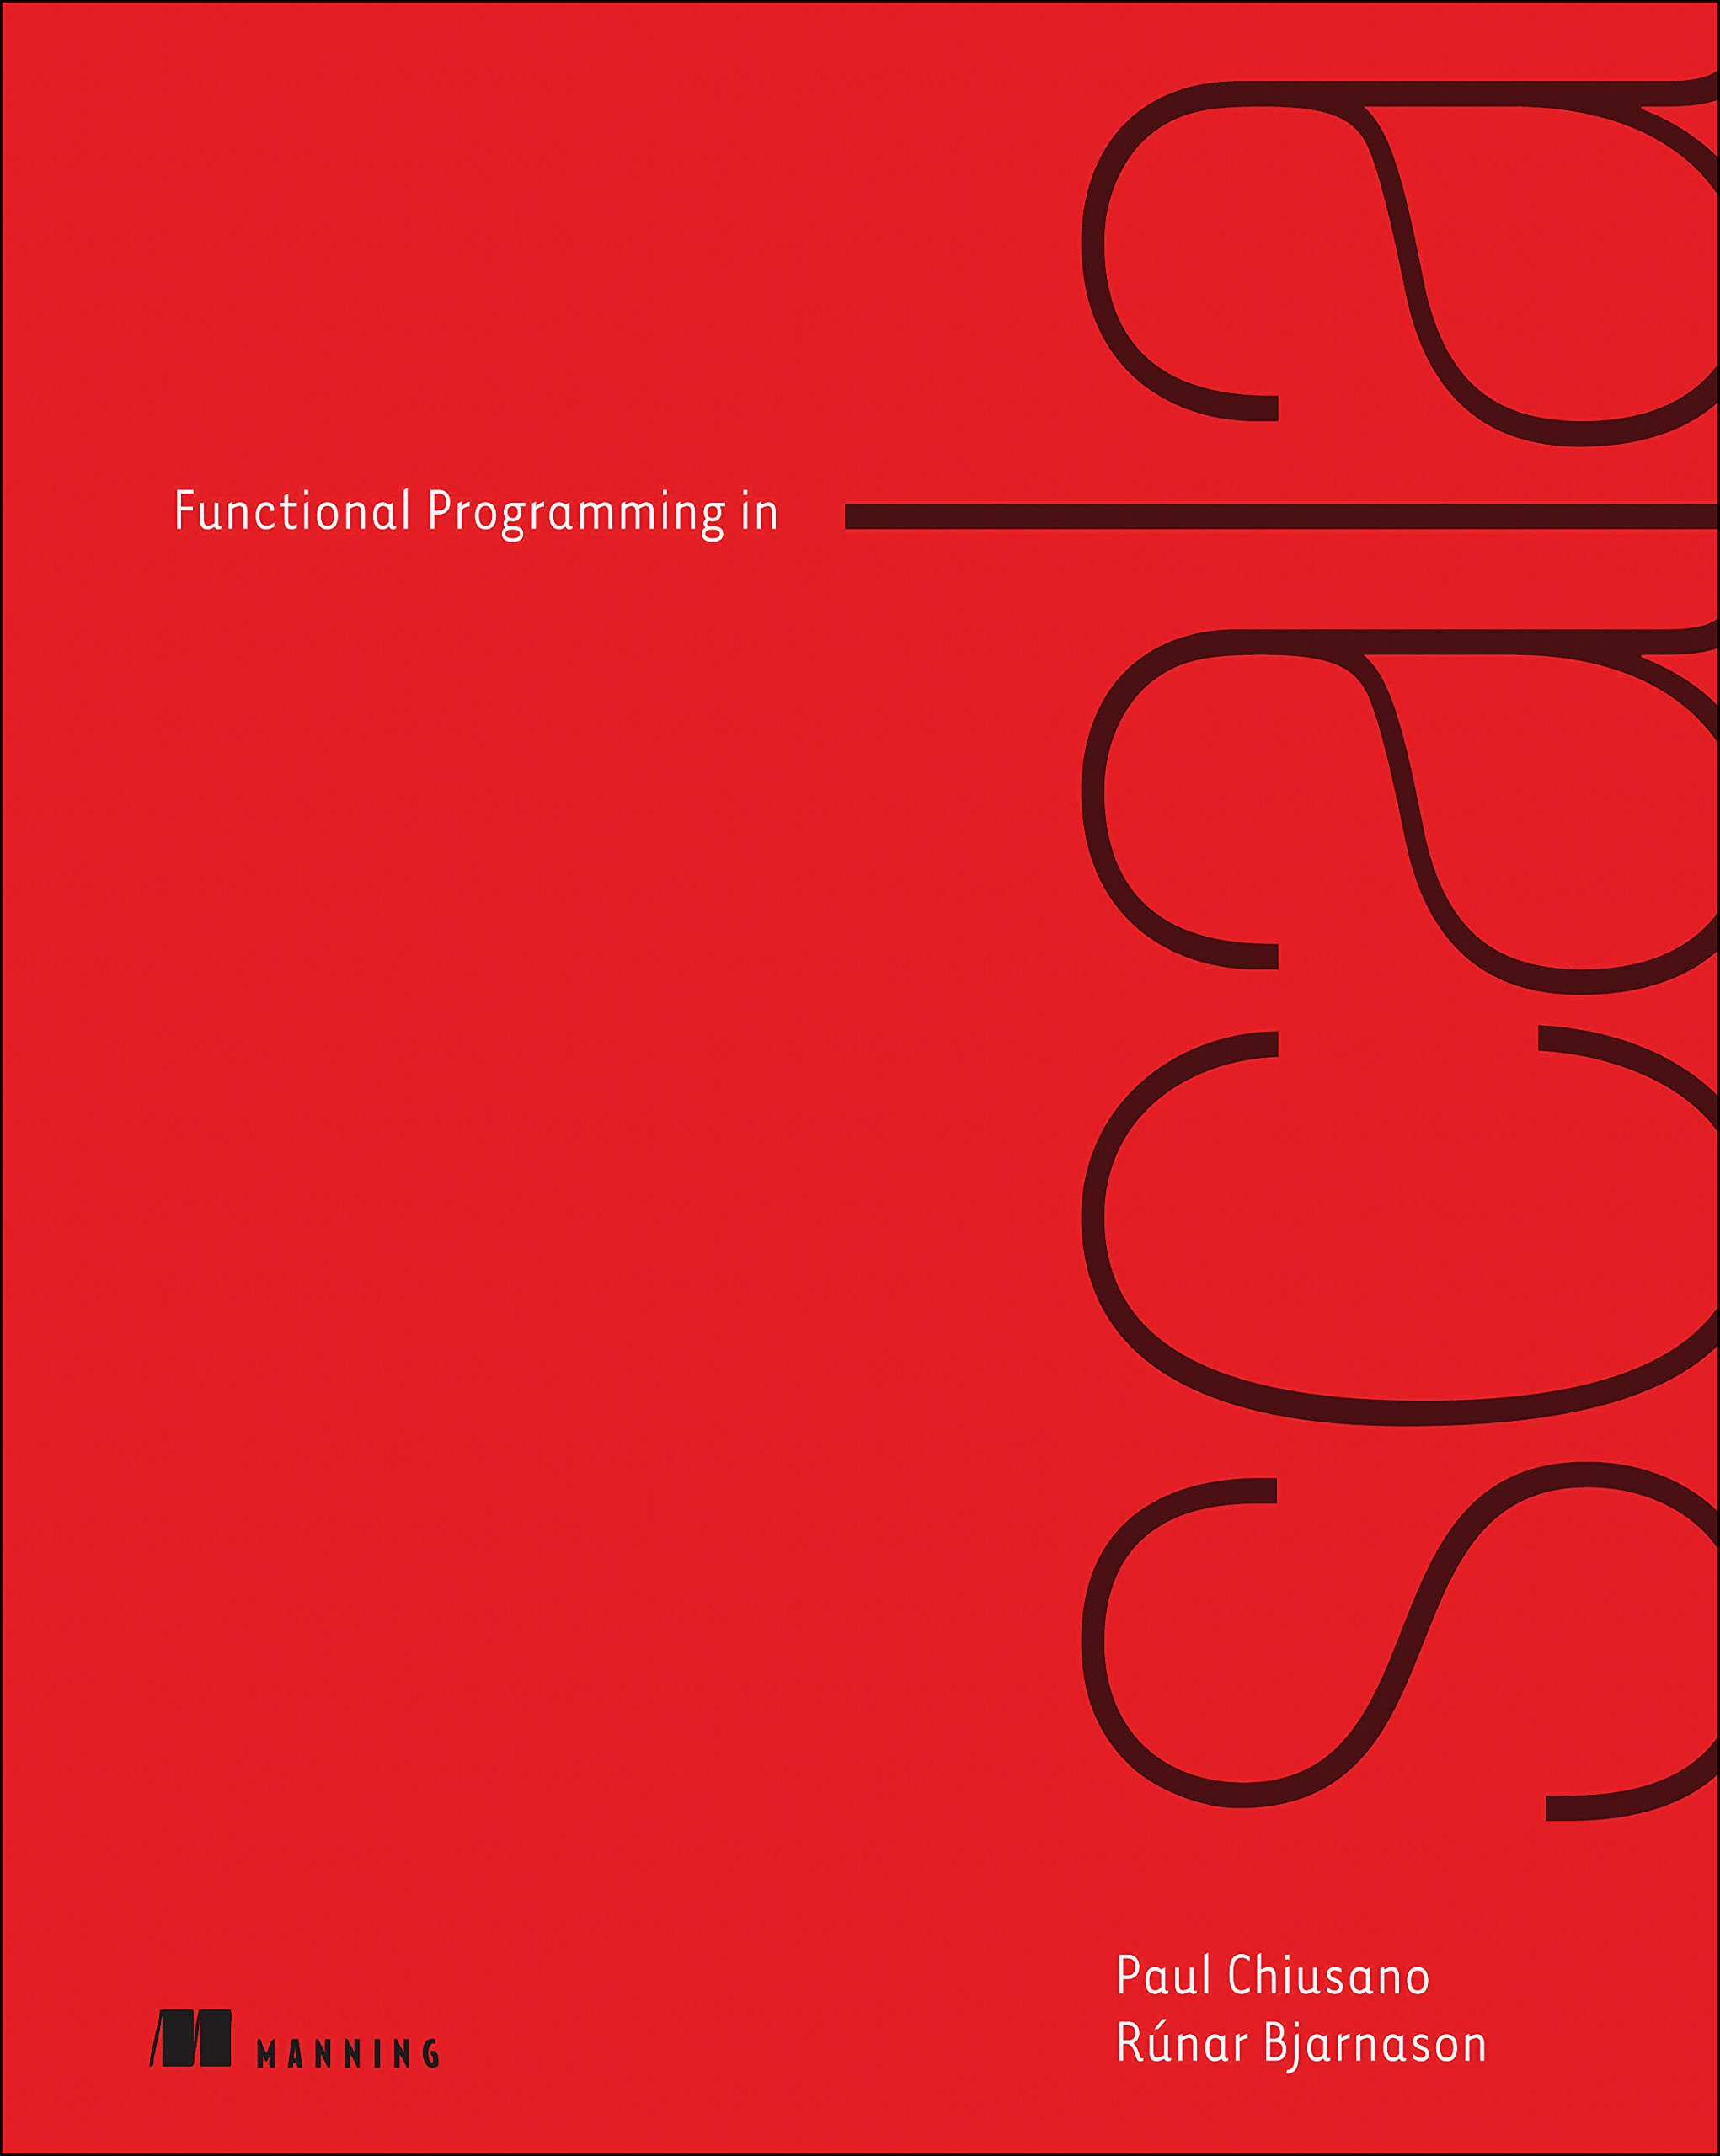 Functional Programming in
Scala
Paul Chiusano
Rúnar Bjarnason
MANNING